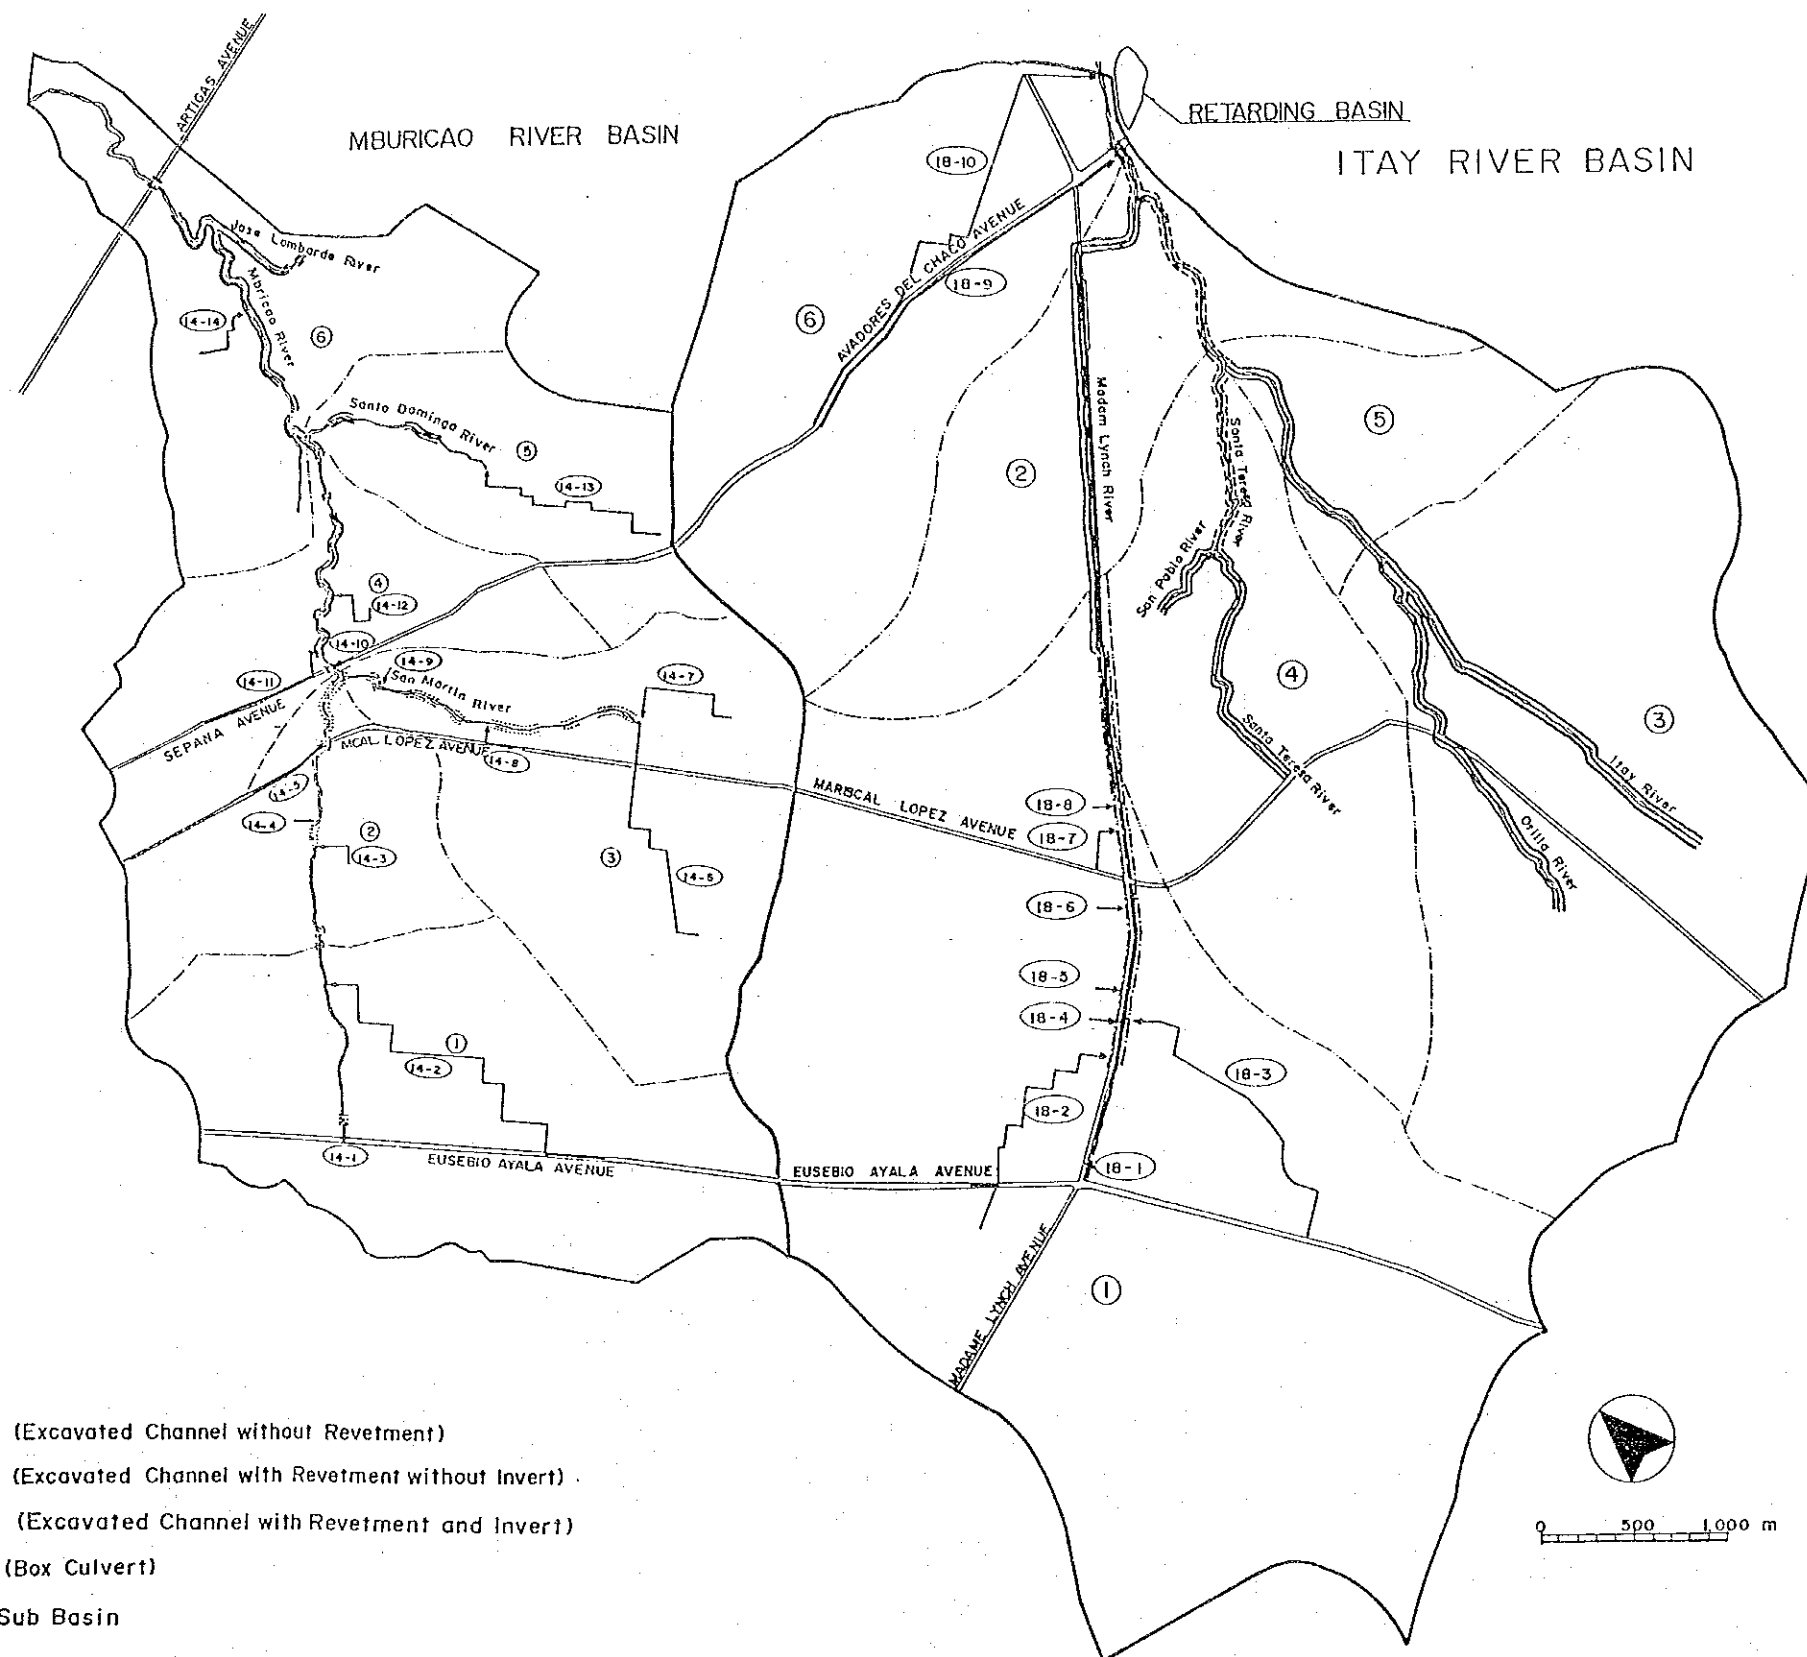 ARTIGAS AVENUE
MBURICAO RIVER BASIN
RETARDING BASIN
ITAY RIVER BASIN
18-10
Jose Lombardo River
Mbricao River
14-14
6
18-9
6
AVADORES DEL CHACO AVENUE
Santo Domingo River
5
14-13
2
Madam Lynch River
Santa Teresa River
5
San Pablo River
4
14-12
14-10
14-9
14-11
San Martin River
14-7
SEPANA AVENUE
MCAL. LOPEZ AVENUE
14-8
4
3
Santa Teresa River
Itay River
14-5
14-4
MARISCAL LOPEZ AVENUE
18-8
18-7
2
14-3
3
14-6
Orilla River
18-6
18-5
18-4
1
14-2
18-3
18-2
14-1
EUSEBIO AYALA AVENUE
EUSEBIO AYALA AVENUE
18-1
MADAME LYNCH AVENUE
1
(Excavated Channel without Revetment)
(Excavated Channel with Revetment without Invert)
(Excavated Channel with Revetment and Invert)
(Box Culvert)
Sub Basin
0 500 1,000 m